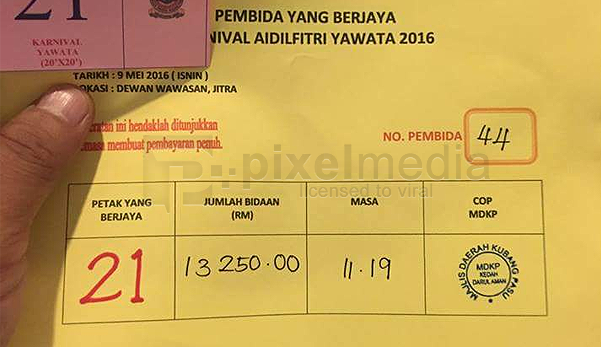 21
KARNIVAL
YAWATA
(20'X20')
PEMBIDA YANG BERJAYA
NIVAL AIDILFITRI YAWATA 2016
TARIKH : 9 MEI 2016 ( ISNIN )
: DEWAN WAWASAN, JITRA
ini hendaklah ditunjukkan
masa membuat pembayaran penuh.
NO. PEMBIDA 44
pixelmedia
licensed to viral
PETAK YANG BERJAYA
JUMLAH BIDAAN (RM)
MASA
COP MDKP
21
13 250.00
11.19
MAJLIS DAERAH KUBANG PASU
MDKP
KEDAH
DARUL AMAN